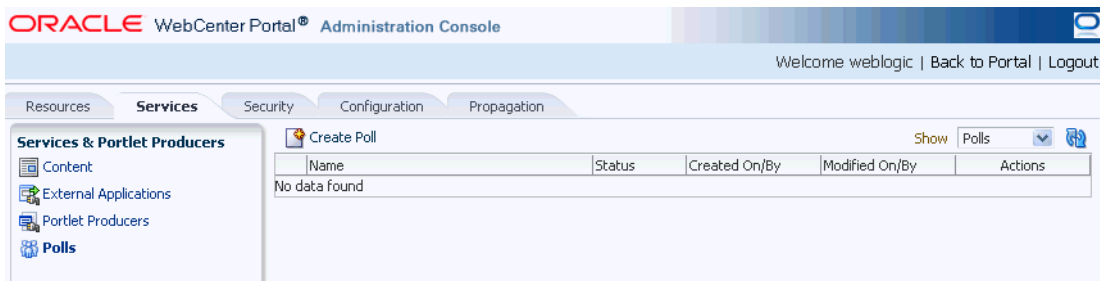 ORACLE WebCenter Portal® Administration Console
Welcome weblogic | Back to Portal | Logout
Resources Services Security Configuration Propagation
Services & Portlet Producers
Content
External Applications
Portlet Producers
Polls
Create Poll Show Polls
Name Status Created On/By Modified On/By Actions
No data found